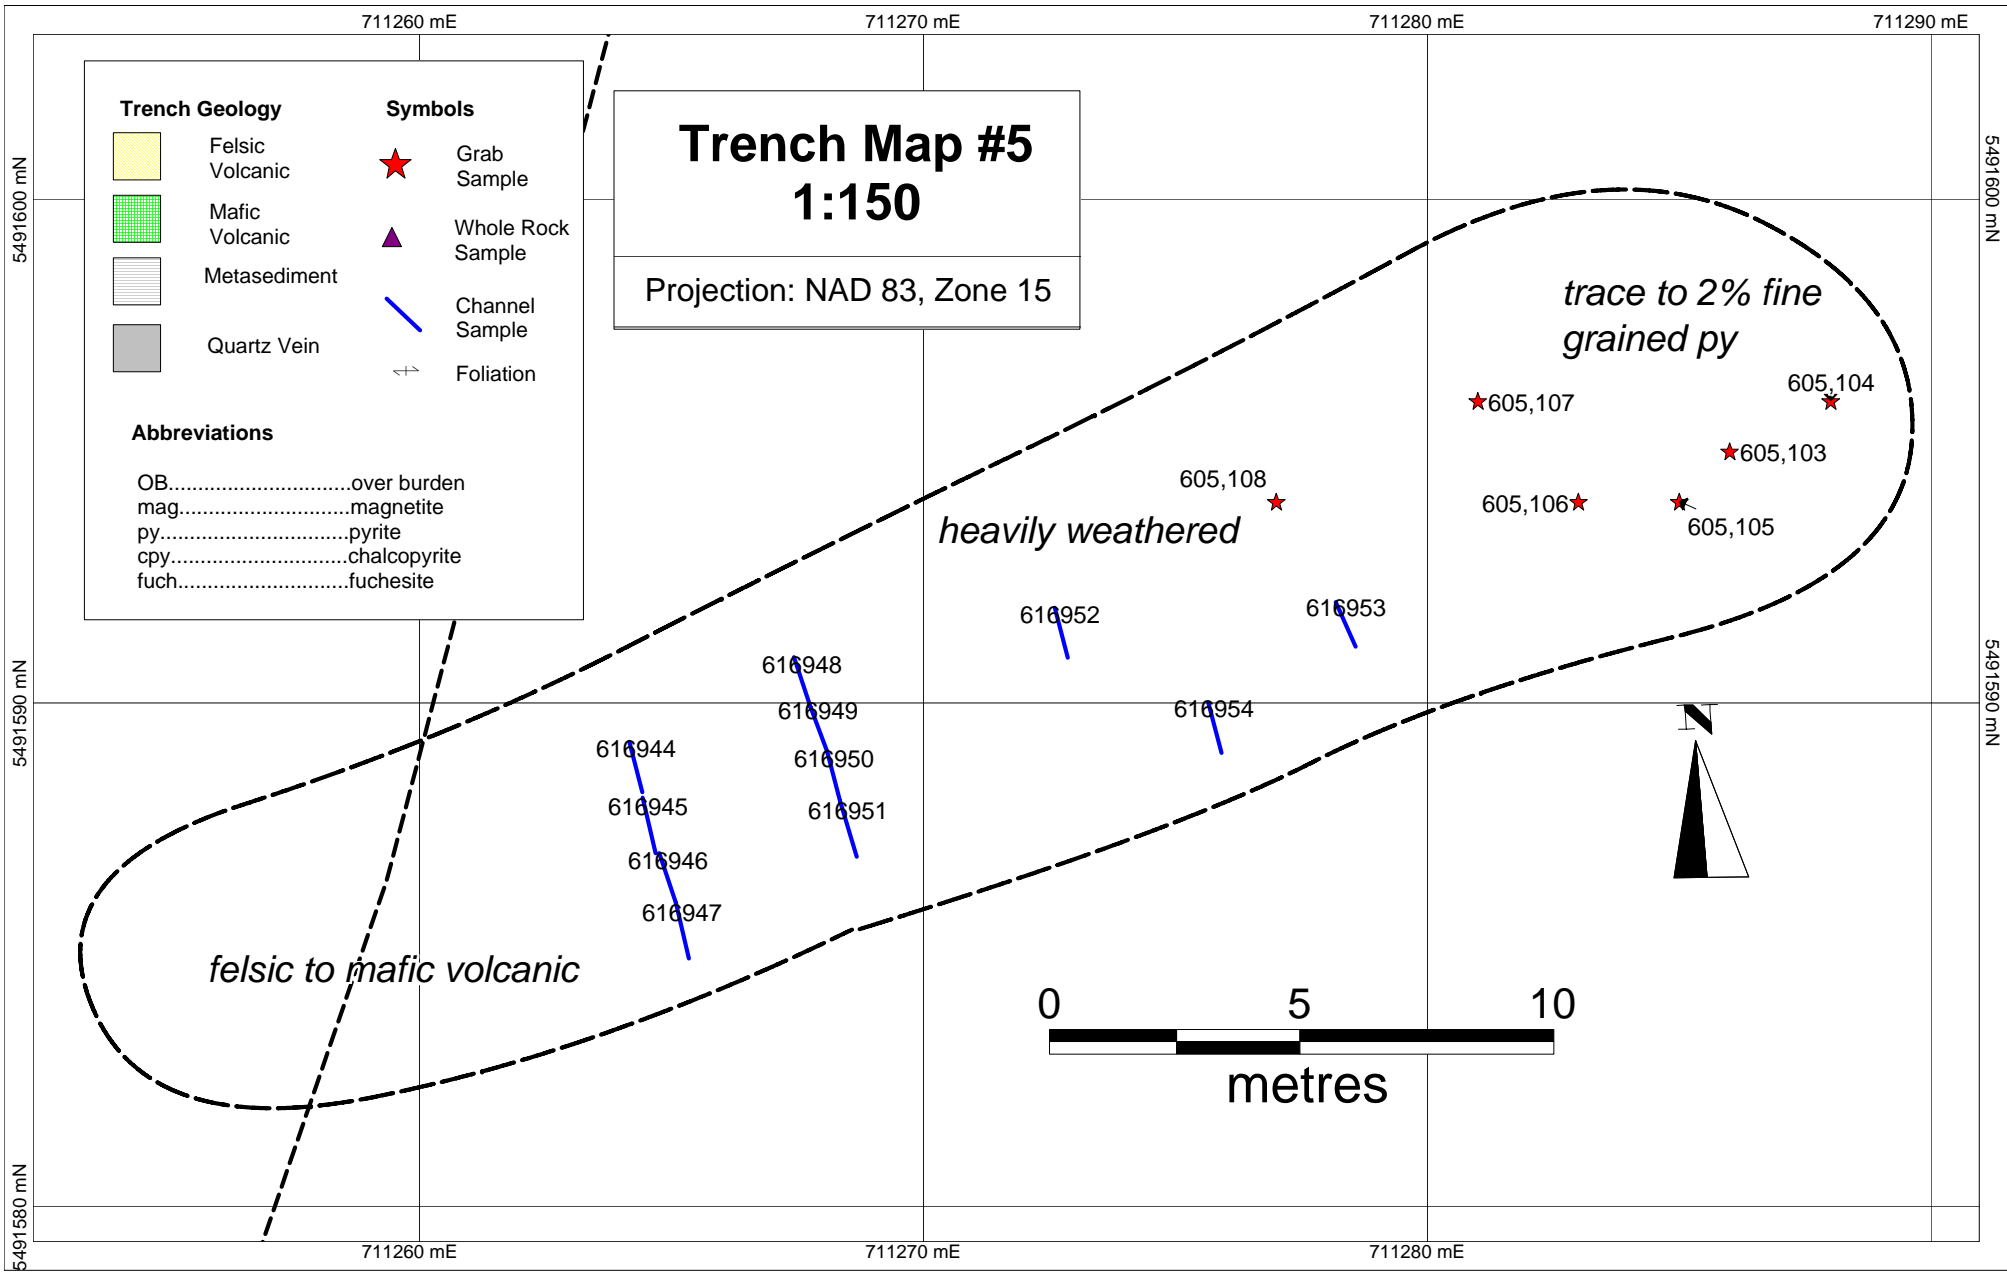 711260 mE
711270 mE
711280 mE
711290 mE
Trench Geology
Felsic
Volcanic
Mafic
Volcanic
Metasediment
Quartz Vein
Symbols
Grab
Sample
Whole Rock
Sample
Channel
Sample
Foliation
Abbreviations
OB...............................over burden
mag.............................magnetite
py................................pyrite
cpy..............................chalcopyrite
fuch.............................fuchesite
Trench Map #5
1:150
Projection: NAD 83, Zone 15
5491600 mN
5491600 mN
trace to 2% fine
grained py
605,104
605,107
605,103
605,108
605,106
605,105
heavily weathered
616952
616953
616948
616949
616954
616944
616950
616945
616951
616946
616947
5491590 mN
5491590 mN
N
felsic to mafic volcanic
0 5 10
metres
5491580 mN
711260 mE
711270 mE
711280 mE